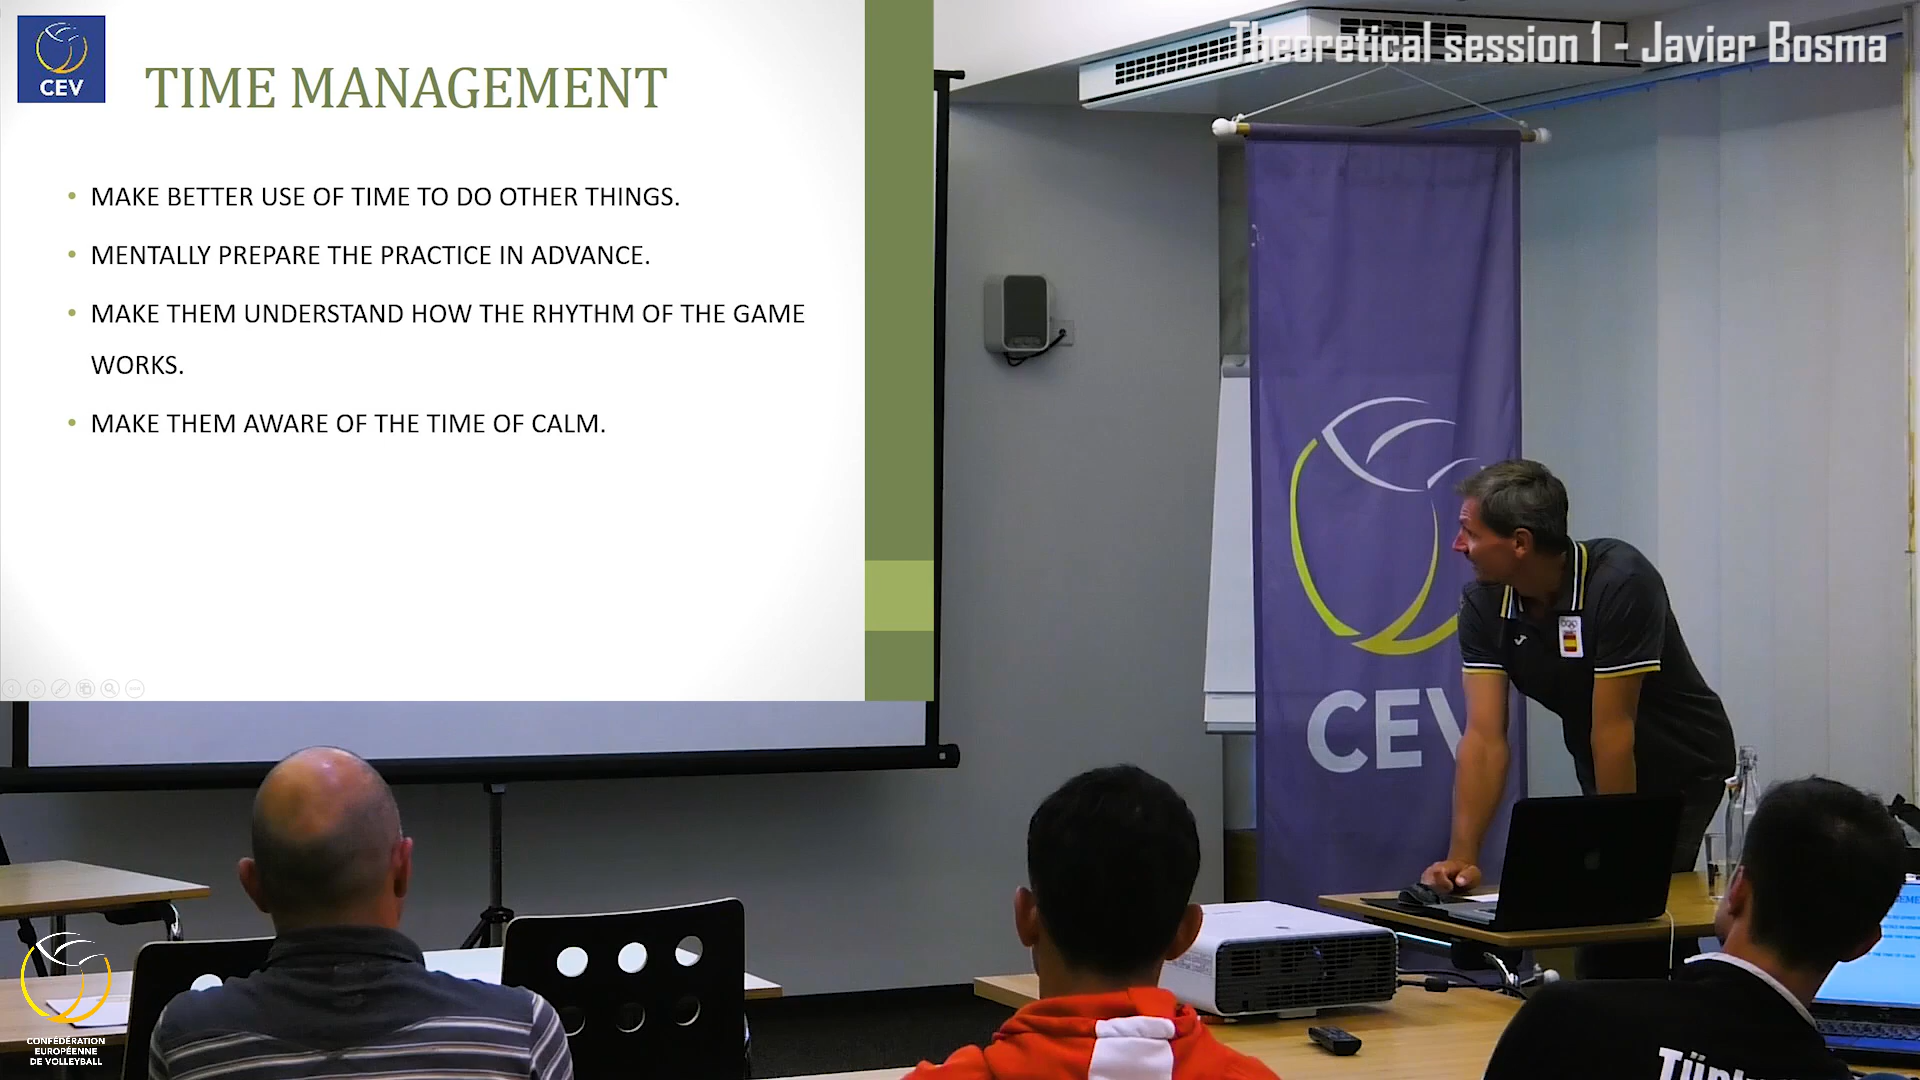 Theoretical session 1 - Javier Bosma
CEV
TIME MANAGEMENT
• MAKE BETTER USE OF TIME TO DO OTHER THINGS.
• MENTALLY PREPARE THE PRACTICE IN ADVANCE.
• MAKE THEM UNDERSTAND HOW THE RHYTHM OF THE GAME
WORKS.
• MAKE THEM AWARE OF THE TIME OF CALM.
CEV
CONFÉDÉRATION
EUROPÉENNE
DE VOLLEYBALL